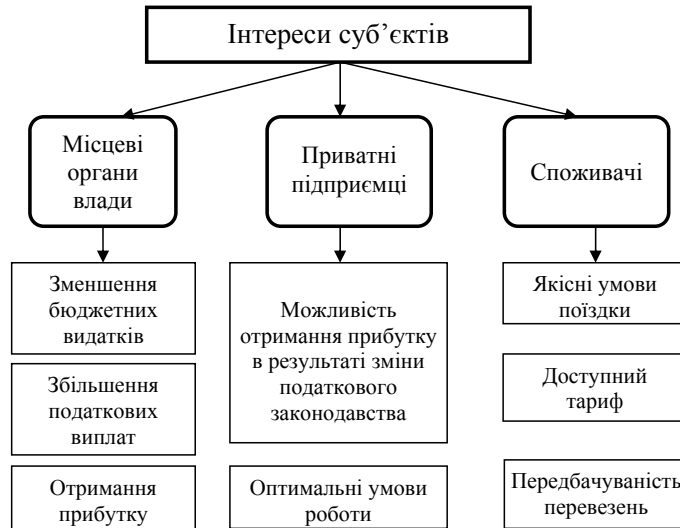 Інтереси суб’єктів
Місцеві
органи
влади
Приватні
підприємці
Споживачі
Зменшення
бюджетних
видатків
Збільшення
податкових
виплат
Отримання
прибутку
Можливість
отримання прибутку
в результаті зміни
податкового
законодавства
Оптимальні умови
роботи
Якісні умови
поїздки
Доступний
тариф
Передбачуваність
перевезень